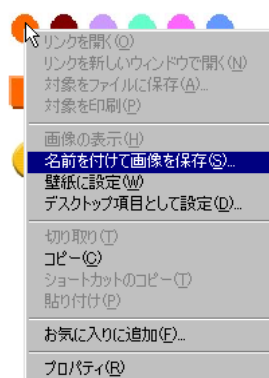 リンクを開く(O)
リンクを新しいウィンドウで開く(N)
対象をファイルに保存(A)...
対象を印刷(P)
画像の表示(H)
名前を付けて画像を保存(S)...
壁紙に設定(W)
デスクトップ項目として設定(D)...
切り取り(T)
コピー(C)
ショートカットのコピー(T)
貼り付け(P)
お気に入りに追加(F)...
プロパティ(R)